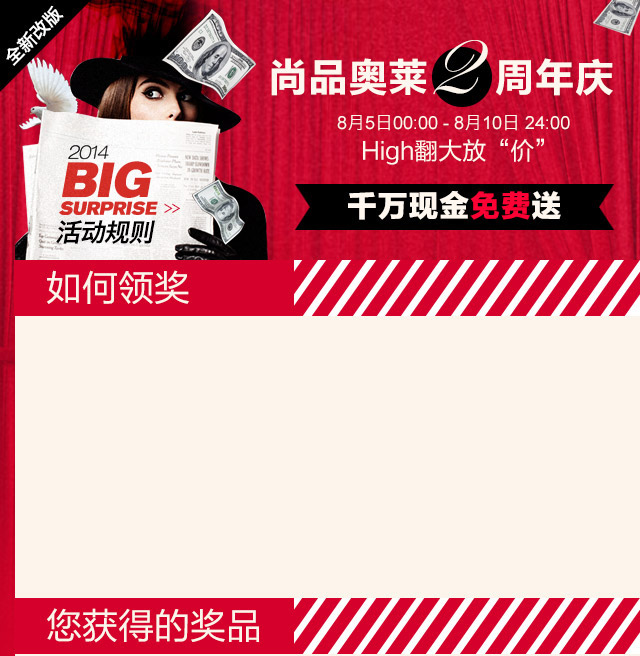 全新改版
尚品奥莱2周年庆
8月5日00:00 - 8月10日 24:00
High翻大放“价”
千万现金免费送
2014
BIG
SURPRISE >>
活动规则
如何领奖
您获得的奖品